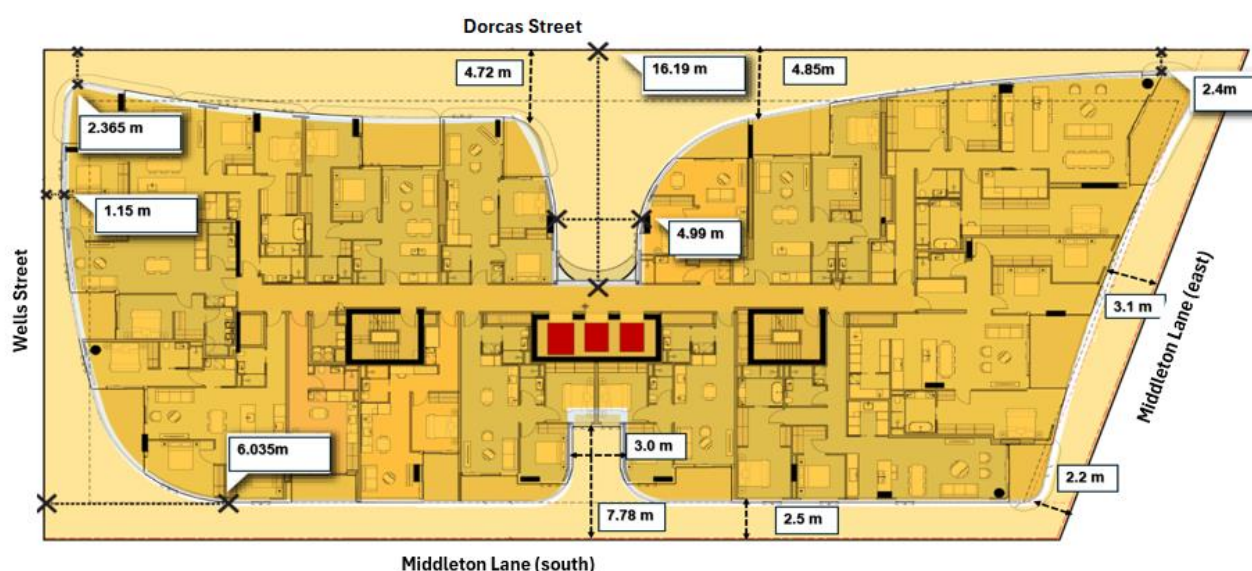 Dorcas Street
4.72 m
16.19 m
4.85m
2.4m
2.365 m
1.15 m
4.99 m
Wells Street
3.1 m
Middleton Lane (east)
6.035m
3.0 m
2.2 m
7.78 m
2.5 m
Middleton Lane (south)